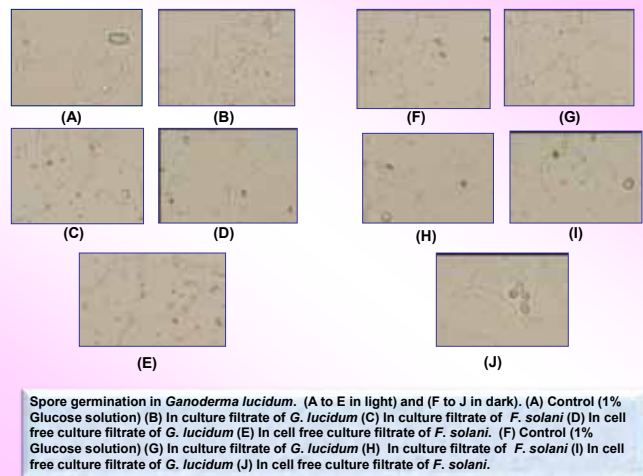 (A) (B) (F) (G)
(C) (D) (H) (I)
(E) (J)
Spore germination in Ganoderma lucidum. (A to E in light) and (F to J in dark). (A) Control (1%
Glucose solution) (B) In culture filtrate of G. lucidum (C) In culture filtrate of F. solani (D) In cell
free culture filtrate of G. lucidum (E) In cell free culture filtrate of F. solani. (F) Control (1%
Glucose solution) (G) In culture filtrate of G. lucidum (H) In culture filtrate of F. solani (I) In cell
free culture filtrate of G. lucidum (J) In cell free culture filtrate of F. solani.